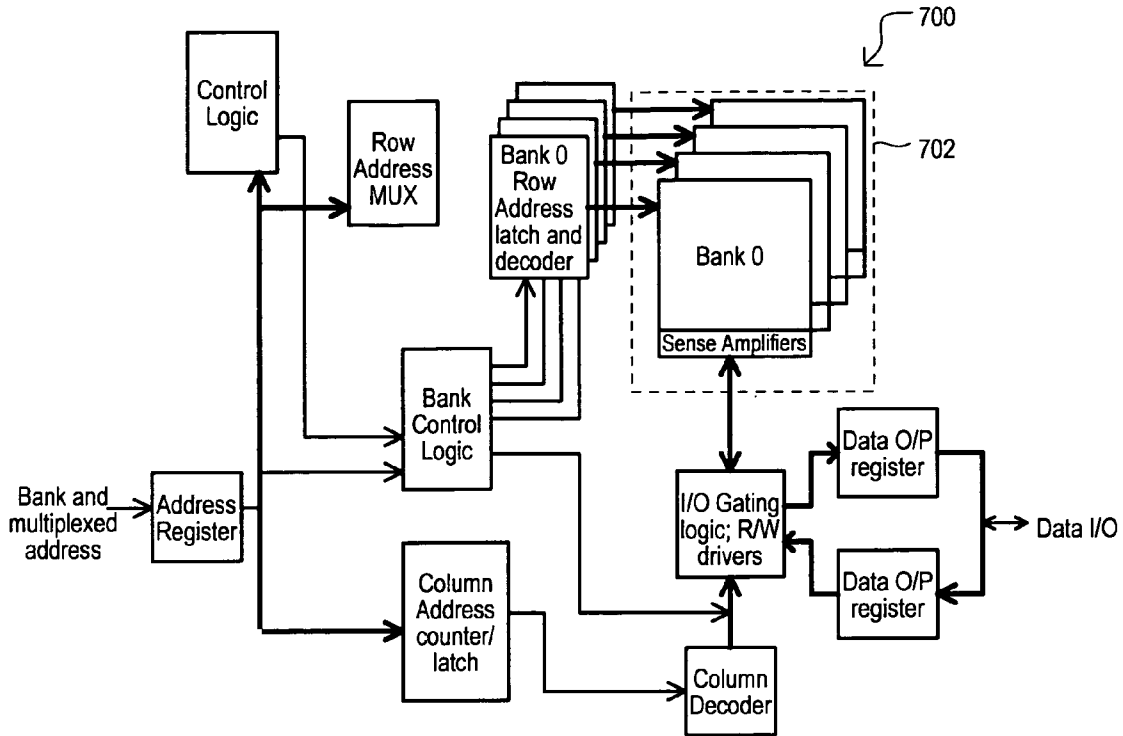 700
Control
Logic
Row
Address
MUX
Bank 0
Row
Address
latch and
decoder
702
Bank 0
Sense Amplifiers
Bank
Control
Logic
Data O/P
register
Bank and
multiplexed
address
Address
Register
I/O Gating
logic; R/W
drivers
Data I/O
Column
Address
counter/
latch
Data O/P
register
Column
Decoder